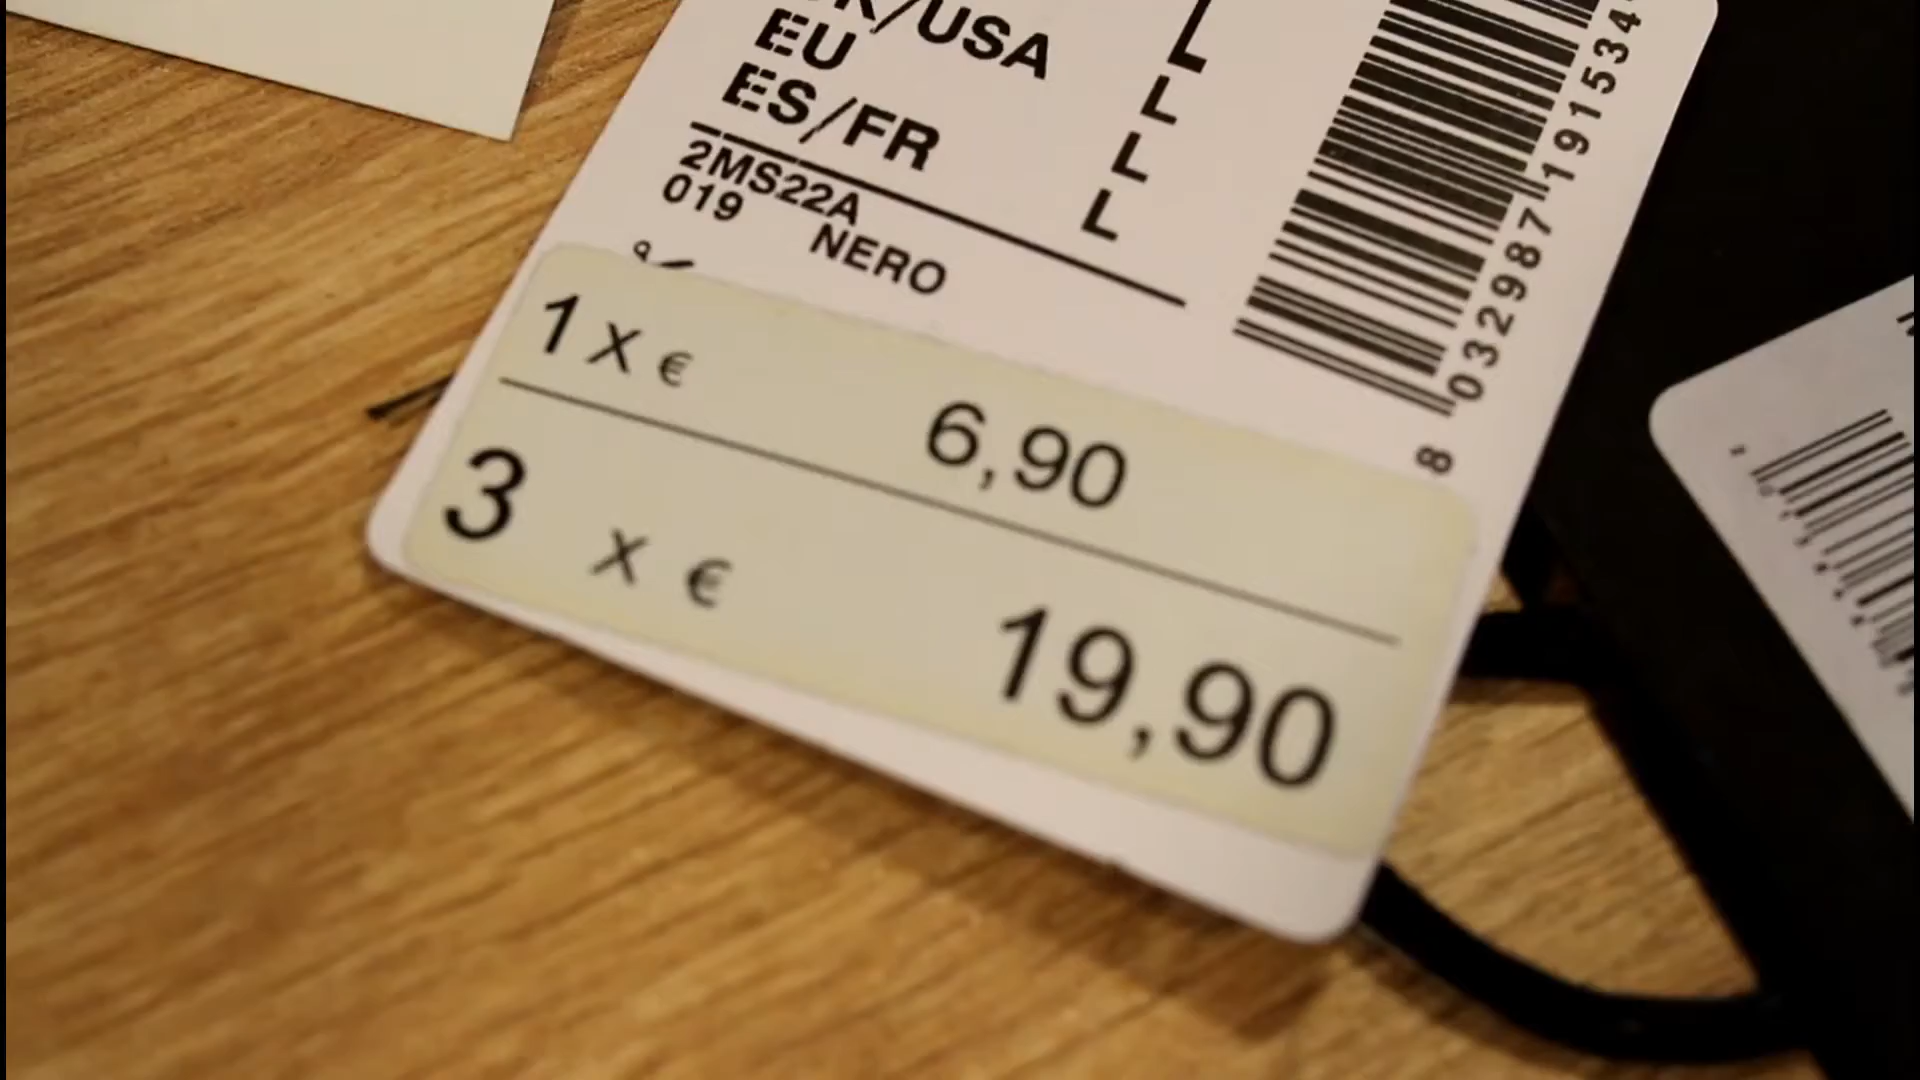 /USA L
EU L
ES/FR L
L
2MS22A
019 NERO
1 x € 6,90
3 x € 19,90
8 032987 191534